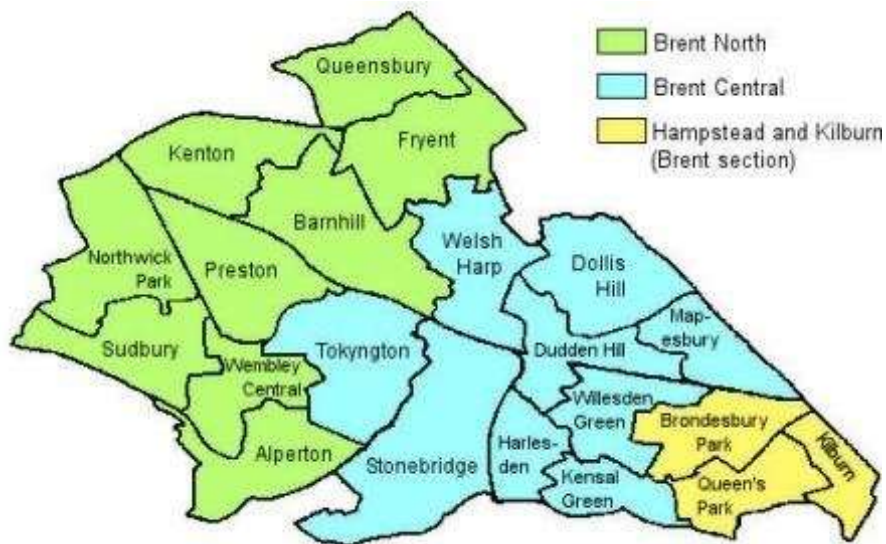 Queensbury
Brent North
Brent Central
Hampstead and Kilburn
(Brent section)
Fryent
Kenton
Barnhill
Welsh
Harp
Northwick
Park
Preston
Dollis
Hill
Map-
esbury
Sudbury
Tokyngton
Dudden Hill
Wembley
Central
Willesden
Green
Brondesbury
Park
Kilburn
Alperton
Stonebridge
Harles-
den
Kensal
Green
Queen's
Park